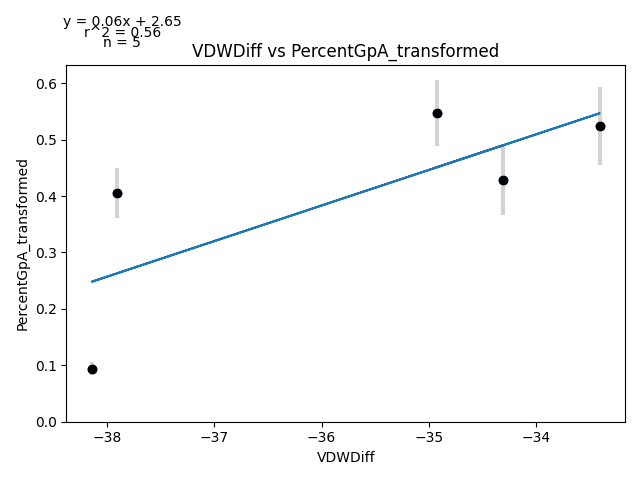 y = 0.06x + 2.65
r^2 = 0.56
n = 5
VDWDiff vs PercentGpA_transformed
0.6
0.5
0.4
0.3
0.2
0.1
0.0
PercentGpA_transformed
−38
−37
−36
−35
−34
VDWDiff